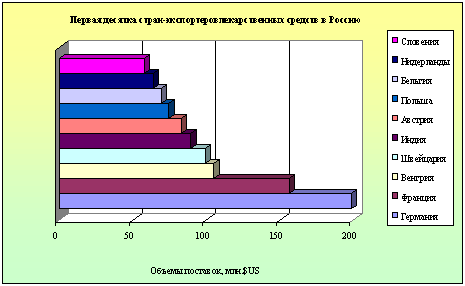 Первая десятка стран-экспортеров лекарственных средств в Россию
Словения
Нидерланды
Бельгия
Польша
Австрия
Индия
Швейцария
Венгрия
Франция
Германия
0 50 100 150 200
Объемы поставок, млн.$US